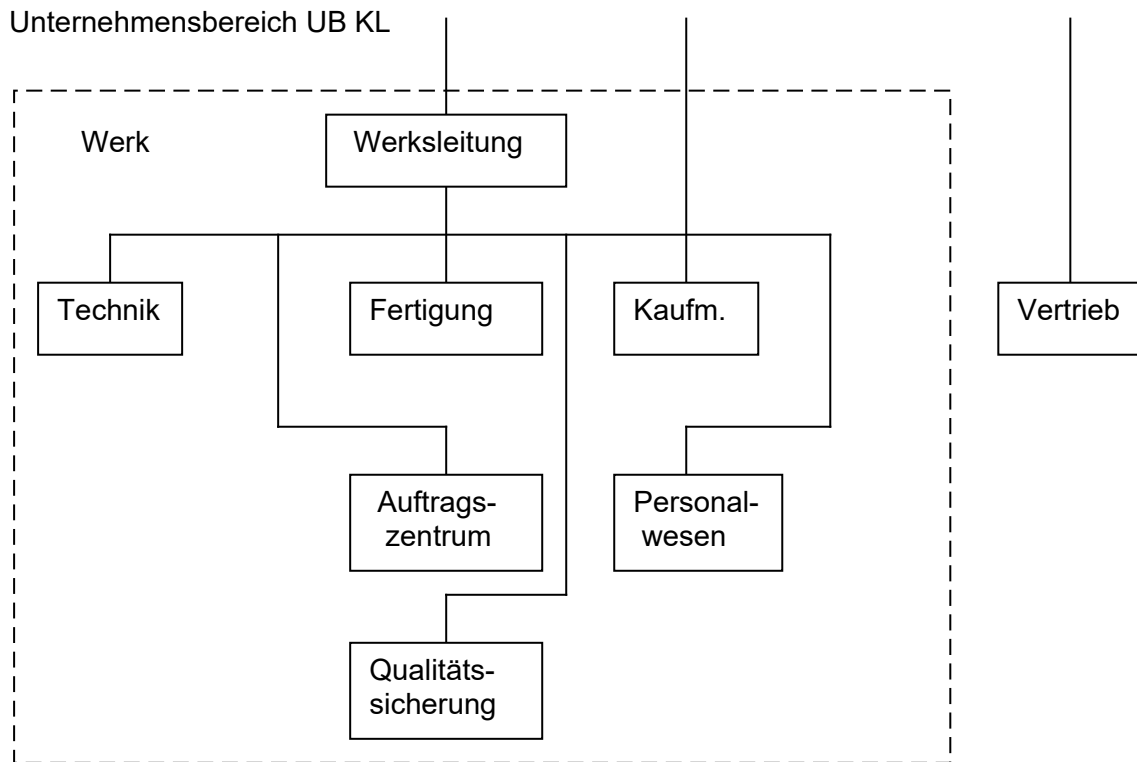 Unternehmensbereich UB KL
Werk
Werksleitung
Technik
Fertigung
Kaufm.
Vertrieb
Auftrags-
zentrum
Personal-
wesen
Qualitäts-
sicherung